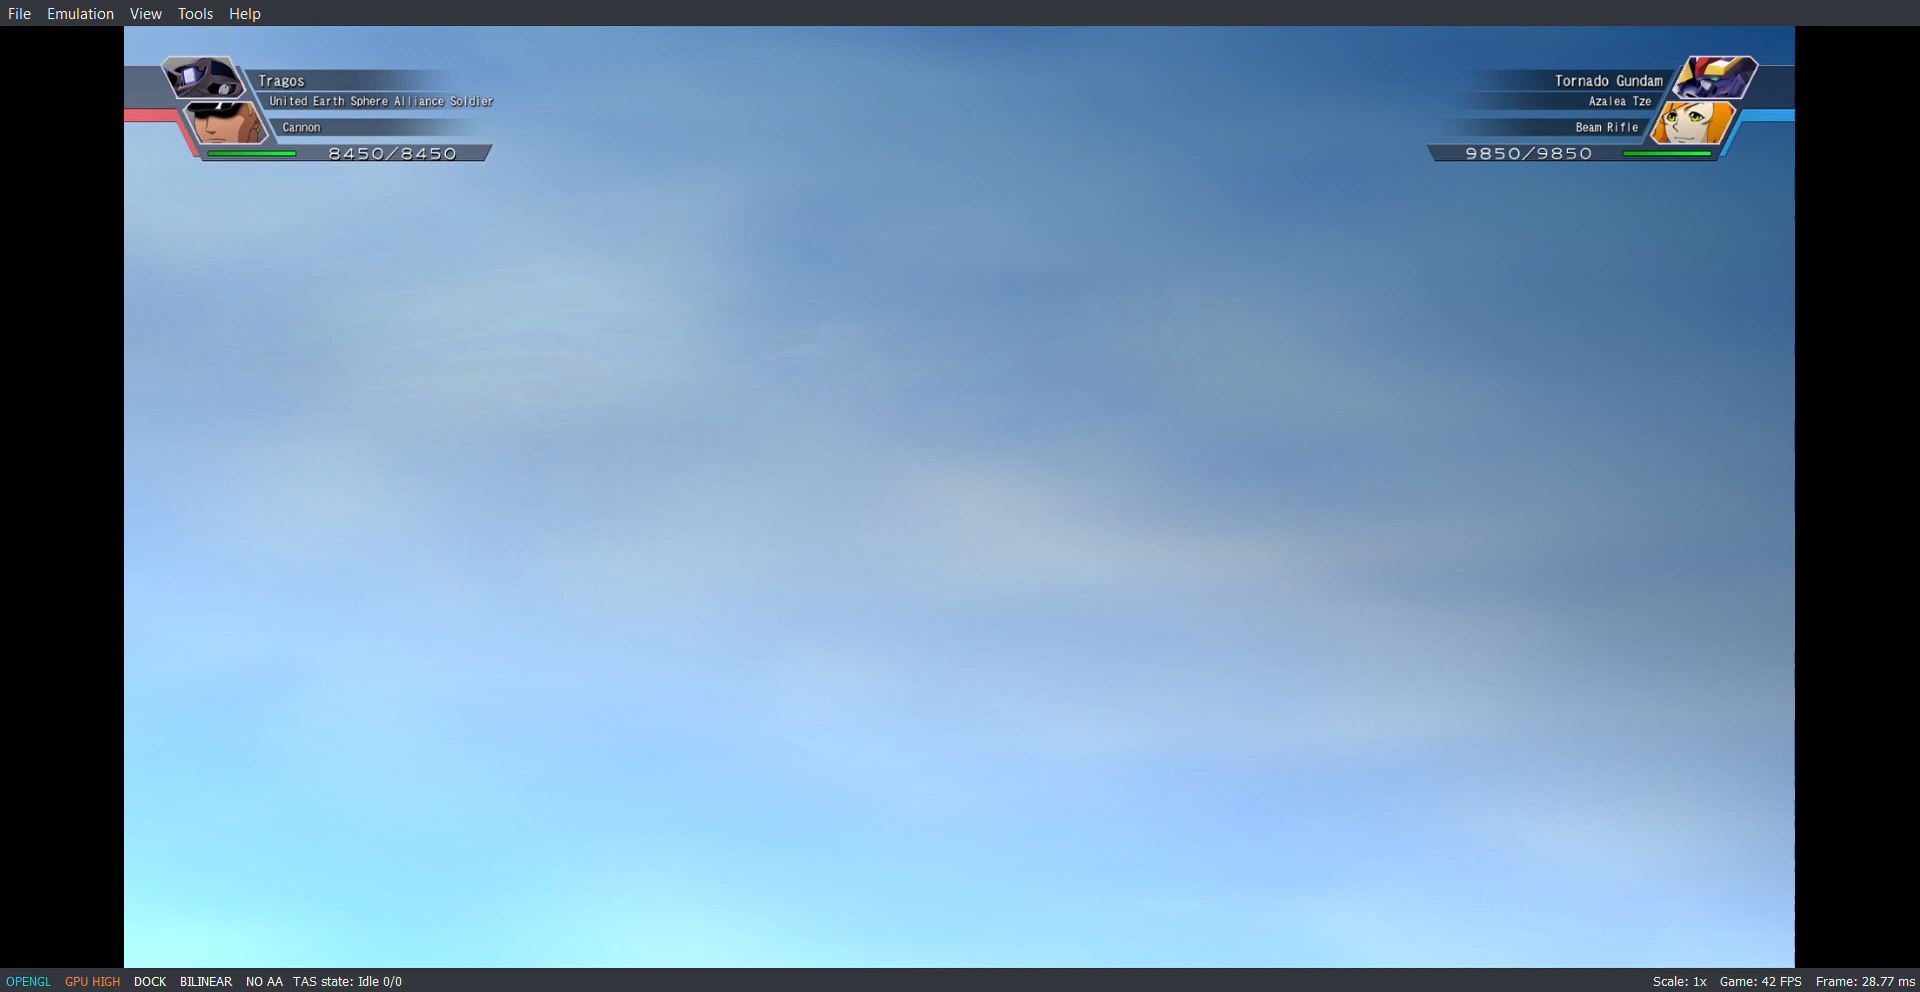 File Emulation View Tools Help
Tragos
United Earth Sphere Alliance Soldier
Cannon
8450/8450
Tornado Gundam
Azalea Tze
Beam Rifle
9850/9850
OPENGL GPU HIGH DOCK BILINEAR NO AA TAS state: Idle 0/0 Scale: 1x Game: 42 FPS Frame: 28.77 ms